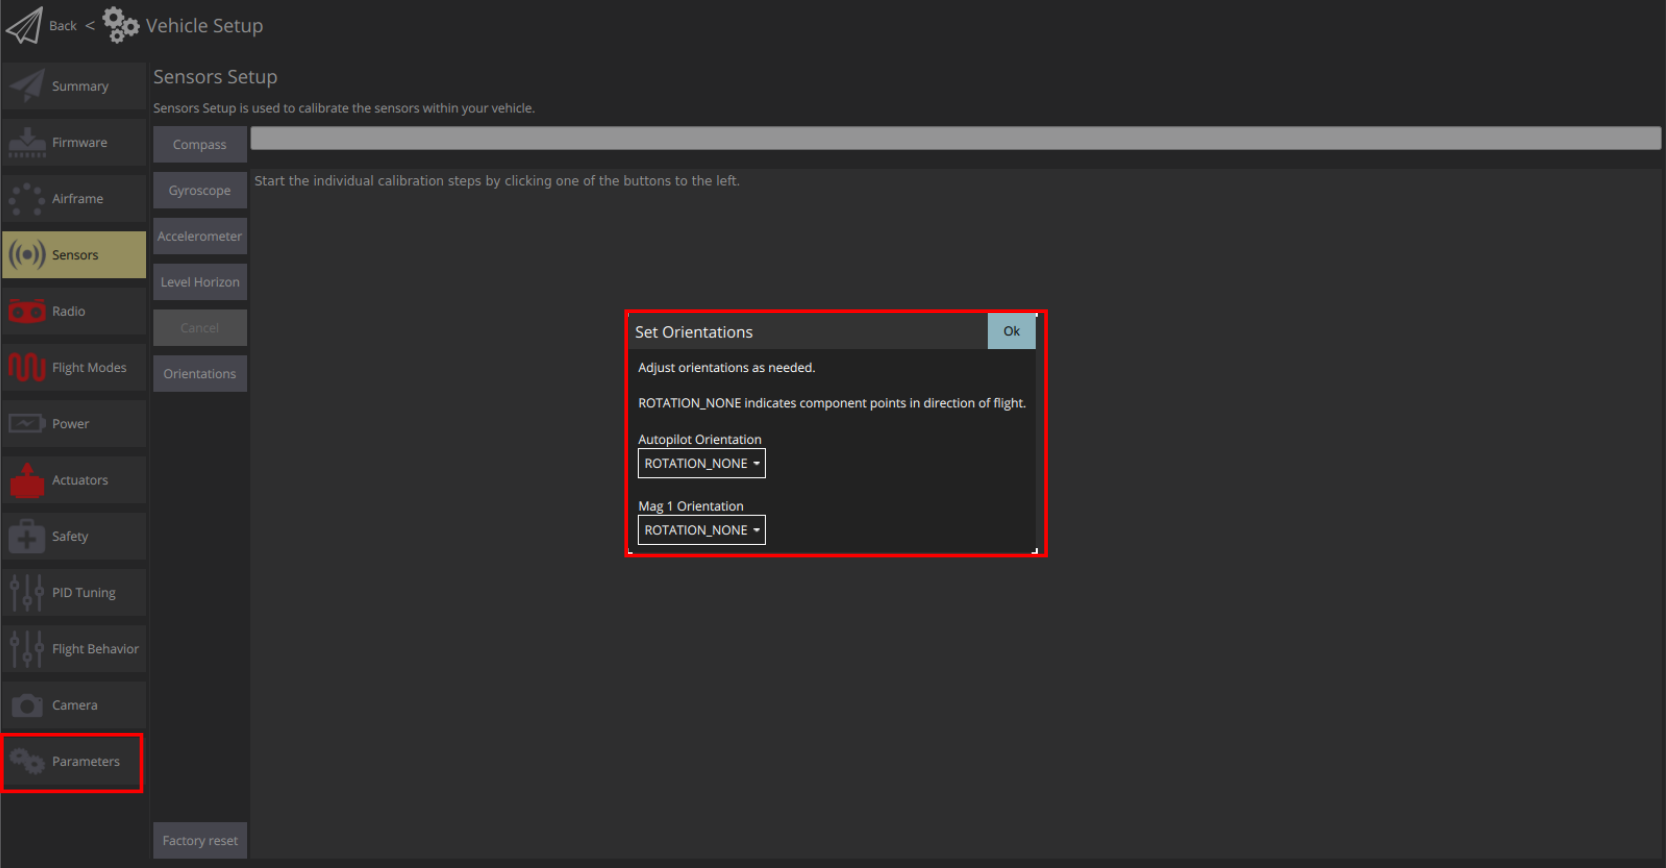 Back < Vehicle Setup
Summary
Firmware
Airframe
Sensors
Radio
Flight Modes
Power
Actuators
Safety
PID Tuning
Flight Behavior
Camera
Parameters
Sensors Setup
Sensors Setup is used to calibrate the sensors within your vehicle.
Compass
Gyroscope
Accelerometer
Level Horizon
Cancel
Orientations
Factory reset
Start the individual calibration steps by clicking one of the buttons to the left.
Set Orientations
Ok
Adjust orientations as needed.
ROTATION_NONE indicates component points in direction of flight.
Autopilot Orientation
ROTATION_NONE
Mag 1 Orientation
ROTATION_NONE